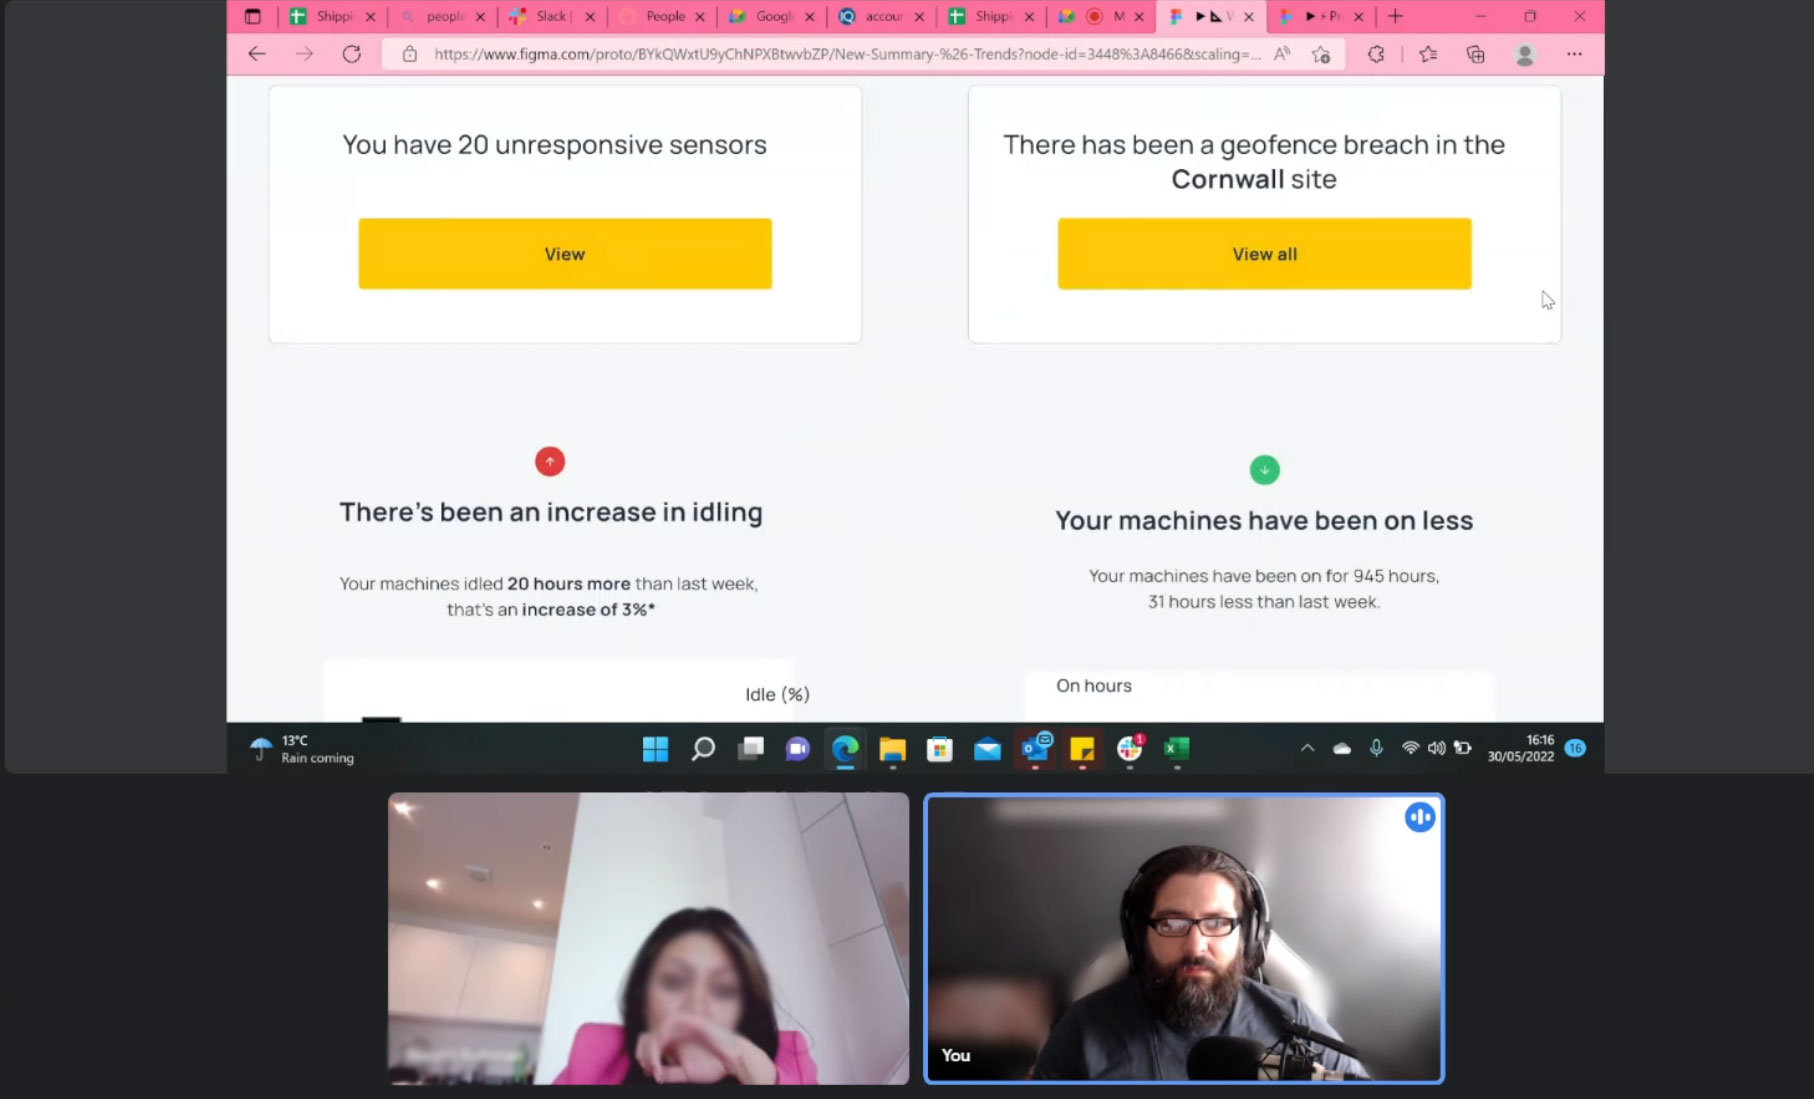 Shippi
people
Slack |
People
Googl
accour
Shippi
M
V
Pr
https://www.figma.com/proto/BYkQWxtU9yChNPXBtwvbZP/New-Summary-%26-Trends?node-id=3448%3A8466&scaling=...
You have 20 unresponsive sensors
View
There has been a geofence breach in the
Cornwall site
View all
There's been an increase in idling
Your machines idled 20 hours more than last week,
that's an increase of 3%*
Idle (%)
Your machines have been on less
Your machines have been on for 945 hours,
31 hours less than last week.
On hours
13°C
Rain coming
1
16:16
30/05/2022
16
You